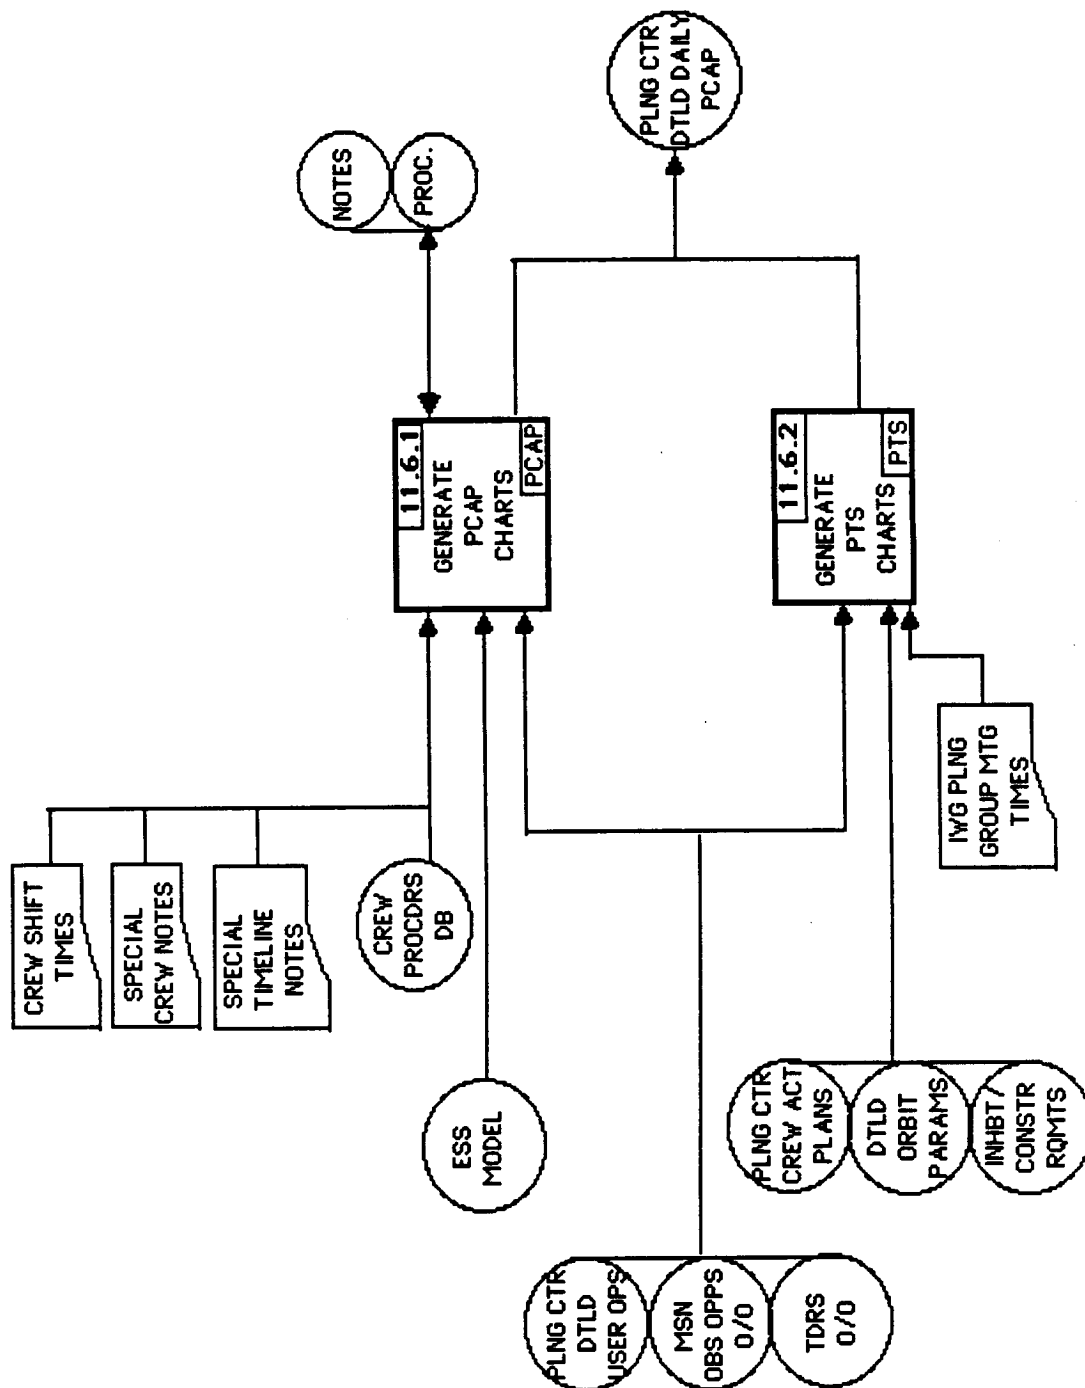 CREW SHIFT
TIMES
SPECIAL
CREW NOTES
SPECIAL
TIMELINE
NOTES
CREW
PROCDRS
DB
ESS
MODEL
PLNG CTR
DTLD
USER OPS
MSN
OBS OPPS
O/O
TDRS
O/O
PLNG CTR
CREW ACT
PLANS
DTLD
ORBIT
PARAMS
INHBT/
CONSTR
RQMTS
IWG PLNG
GROUP MTG
TIMES
11.6.1
GENERATE
PCAP
CHARTS
PCAP
11.6.2
GENERATE
PTS
CHARTS
PTS
NOTES
PROC.
PLNG CTR
DTLD DAILY
PCAP